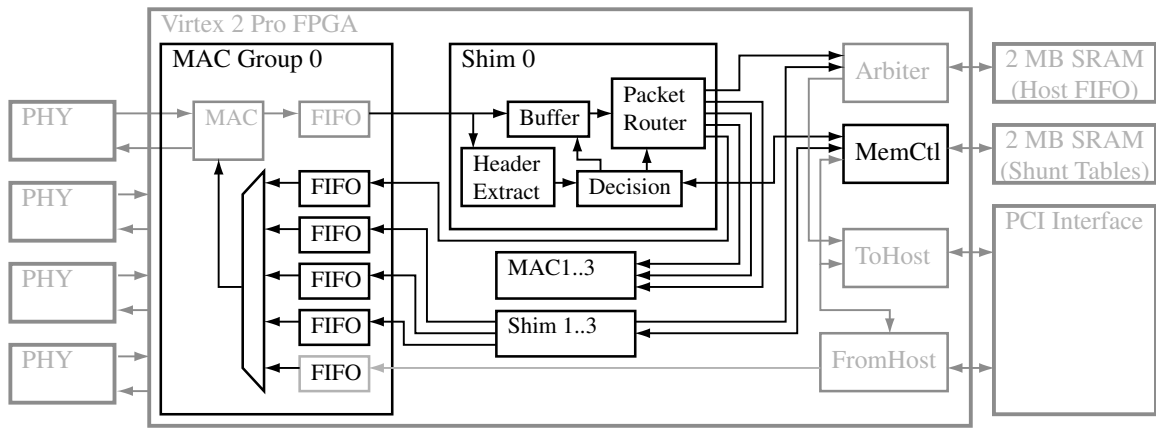 Virtex 2 Pro FPGA
MAC Group 0
Shim 0
PHY
MAC
FIFO
Buffer
Packet
Router
Header
Extract
Decision
Arbiter
2 MB SRAM
(Host FIFO)
MemCtl
2 MB SRAM
(Shunt Tables)
PHY
FIFO
FIFO
MAC1..3
ToHost
PCI Interface
PHY
FIFO
Shim 1..3
FIFO
PHY
FIFO
FromHost